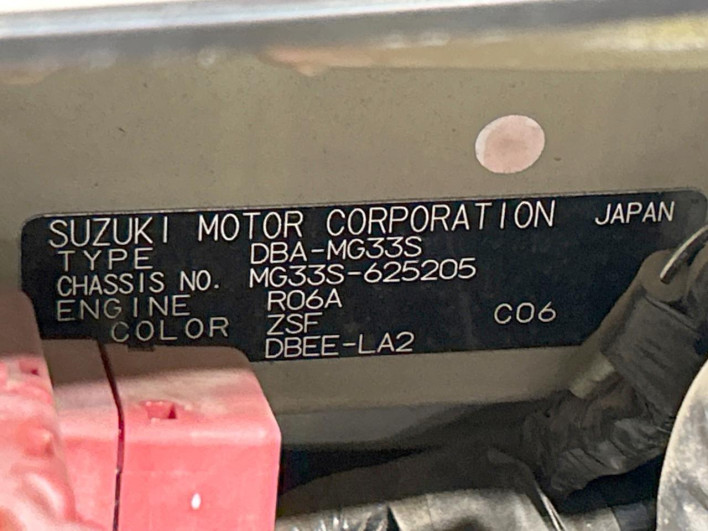 SUZUKI MOTOR CORPORATION JAPAN
TYPE DBA-MG33S
CHASSIS NO. MG33S-625205
ENGINE R06A
COLOR ZSF C06
DBEE-LA2